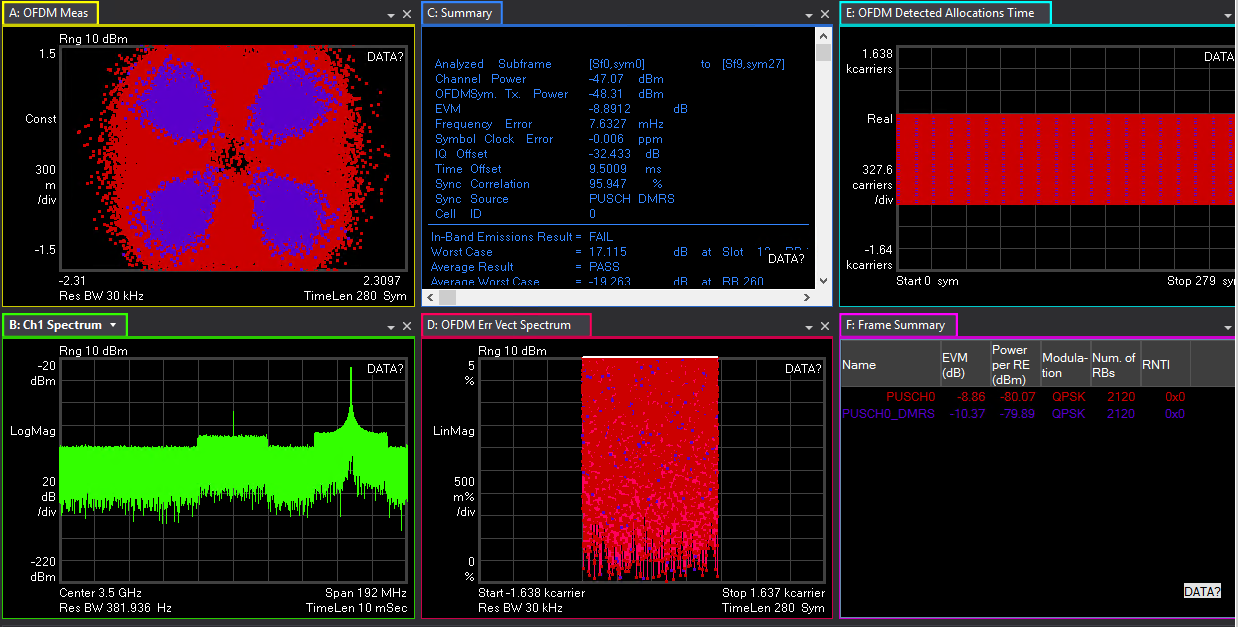 A: OFDM Meas
Rng 10 dBm
1.5
DATA?
Const
300
m
/div
-1.5
-2.31
2.3097
Res BW 30 kHz
TimeLen 280 Sym
C: Summary
Analyzed Subframe [Sf0,sym0] to [Sf9,sym27]
Channel Power -47.07 dBm
OFDMSym. Tx. Power -48.31 dBm
EVM -8.8912 dB
Frequency Error 7.6327 mHz
Symbol Clock Error -0.006 ppm
IQ Offset -32.433 dB
Time Offset 9.5009 ms
Sync Correlation 95.947 %
Sync Source PUSCH DMRS
Cell ID 0
In-Band Emissions Result = FAIL
Worst Case = 17.115 dB at Slot
DATA?
Average Result = PASS
Average Worst Case = -19.263 dB at RB 260
E: OFDM Detected Allocations Time
1.638
kcarriers
DATA
Real
327.6
carriers
/div
-1.64
kcarriers
Start 0 sym
Stop 279 sy
B: Ch1 Spectrum
Rng 10 dBm
-20
dBm
DATA?
LogMag
20
dB
/div
-220
dBm
Center 3.5 GHz
Span 192 MHz
Res BW 381.936 Hz
TimeLen 10 mSec
D: OFDM Err Vect Spectrum
Rng 10 dBm
5
%
DATA?
LinMag
500
m%
/div
0
%
Start -1.638 kcarrier
Stop 1.637 kcarrier
Res BW 30 kHz
TimeLen 280 Sym
F: Frame Summary
Name EVM (dB) Power per RE (dBm) Modula-tion Num. of RBs RNTI
PUSCH0 -8.86 -80.07 QPSK 2120 0x0
PUSCH0_DMRS -10.37 -79.89 QPSK 2120 0x0
DATA?